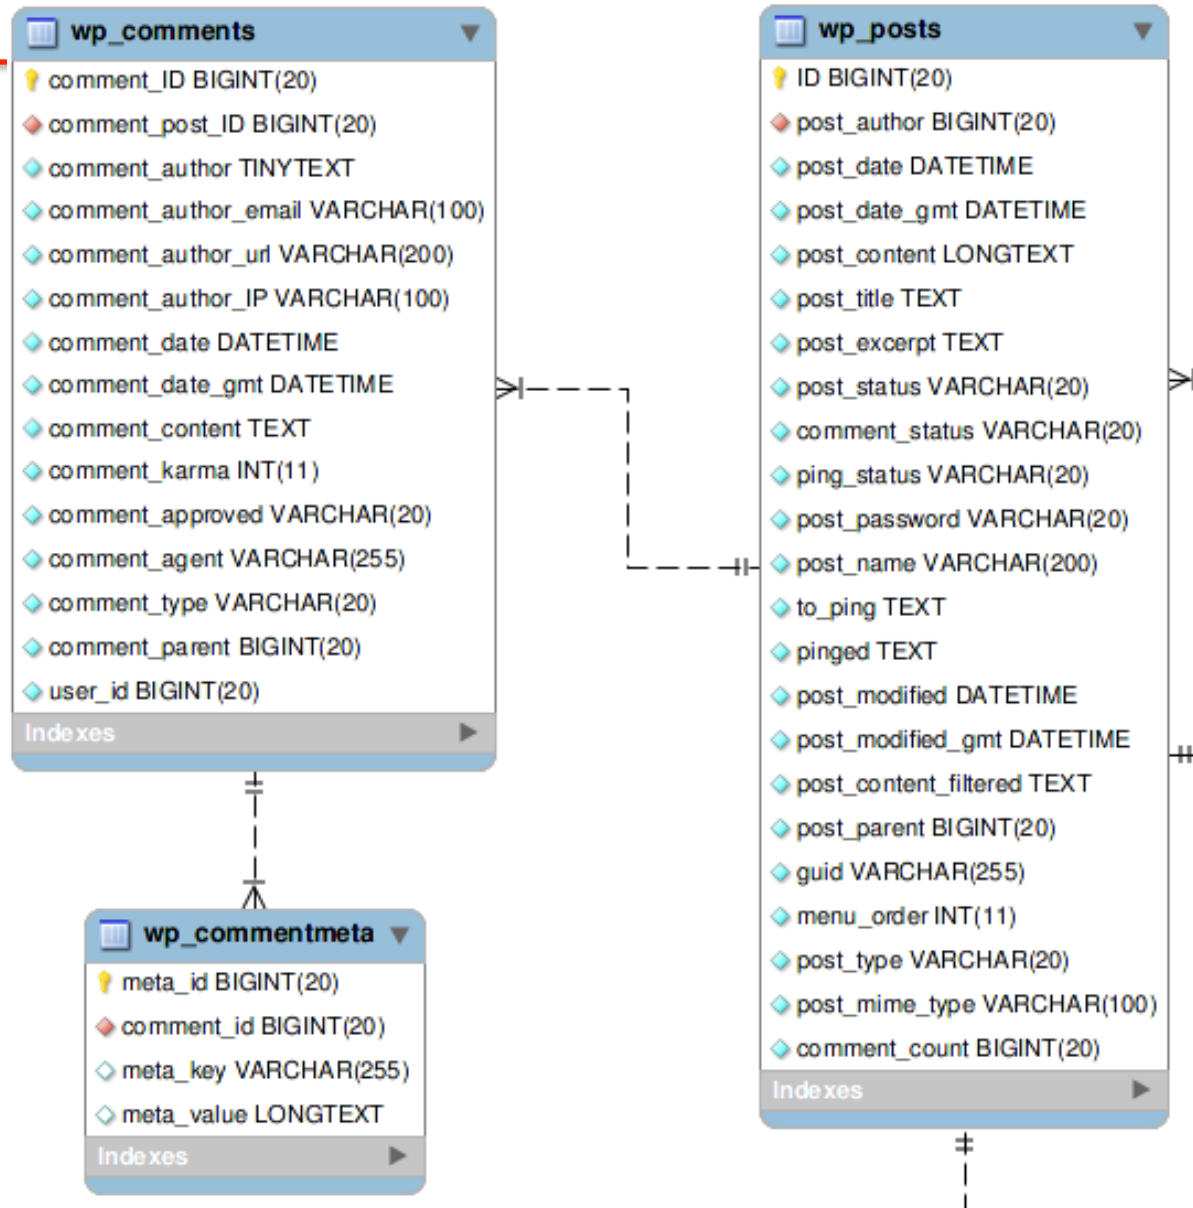 wp_comments
comment_ID BIGINT(20)
comment_post_ID BIGINT(20)
comment_author TINYTEXT
comment_author_email VARCHAR(100)
comment_author_url VARCHAR(200)
comment_author_IP VARCHAR(100)
comment_date DATETIME
comment_date_gmt DATETIME
comment_content TEXT
comment_karma INT(11)
comment_approved VARCHAR(20)
comment_agent VARCHAR(255)
comment_type VARCHAR(20)
comment_parent BIGINT(20)
user_id BIGINT(20)
Indexes
wp_commentmeta
meta_id BIGINT(20)
comment_id BIGINT(20)
meta_key VARCHAR(255)
meta_value LONGTEXT
Indexes
wp_posts
ID BIGINT(20)
post_author BIGINT(20)
post_date DATETIME
post_date_gmt DATETIME
post_content LONGTEXT
post_title TEXT
post_excerpt TEXT
post_status VARCHAR(20)
comment_status VARCHAR(20)
ping_status VARCHAR(20)
post_password VARCHAR(20)
post_name VARCHAR(200)
to_ping TEXT
pinged TEXT
post_modified DATETIME
post_modified_gmt DATETIME
post_content_filtered TEXT
post_parent BIGINT(20)
guid VARCHAR(255)
menu_order INT(11)
post_type VARCHAR(20)
post_mime_type VARCHAR(100)
comment_count BIGINT(20)
Indexes